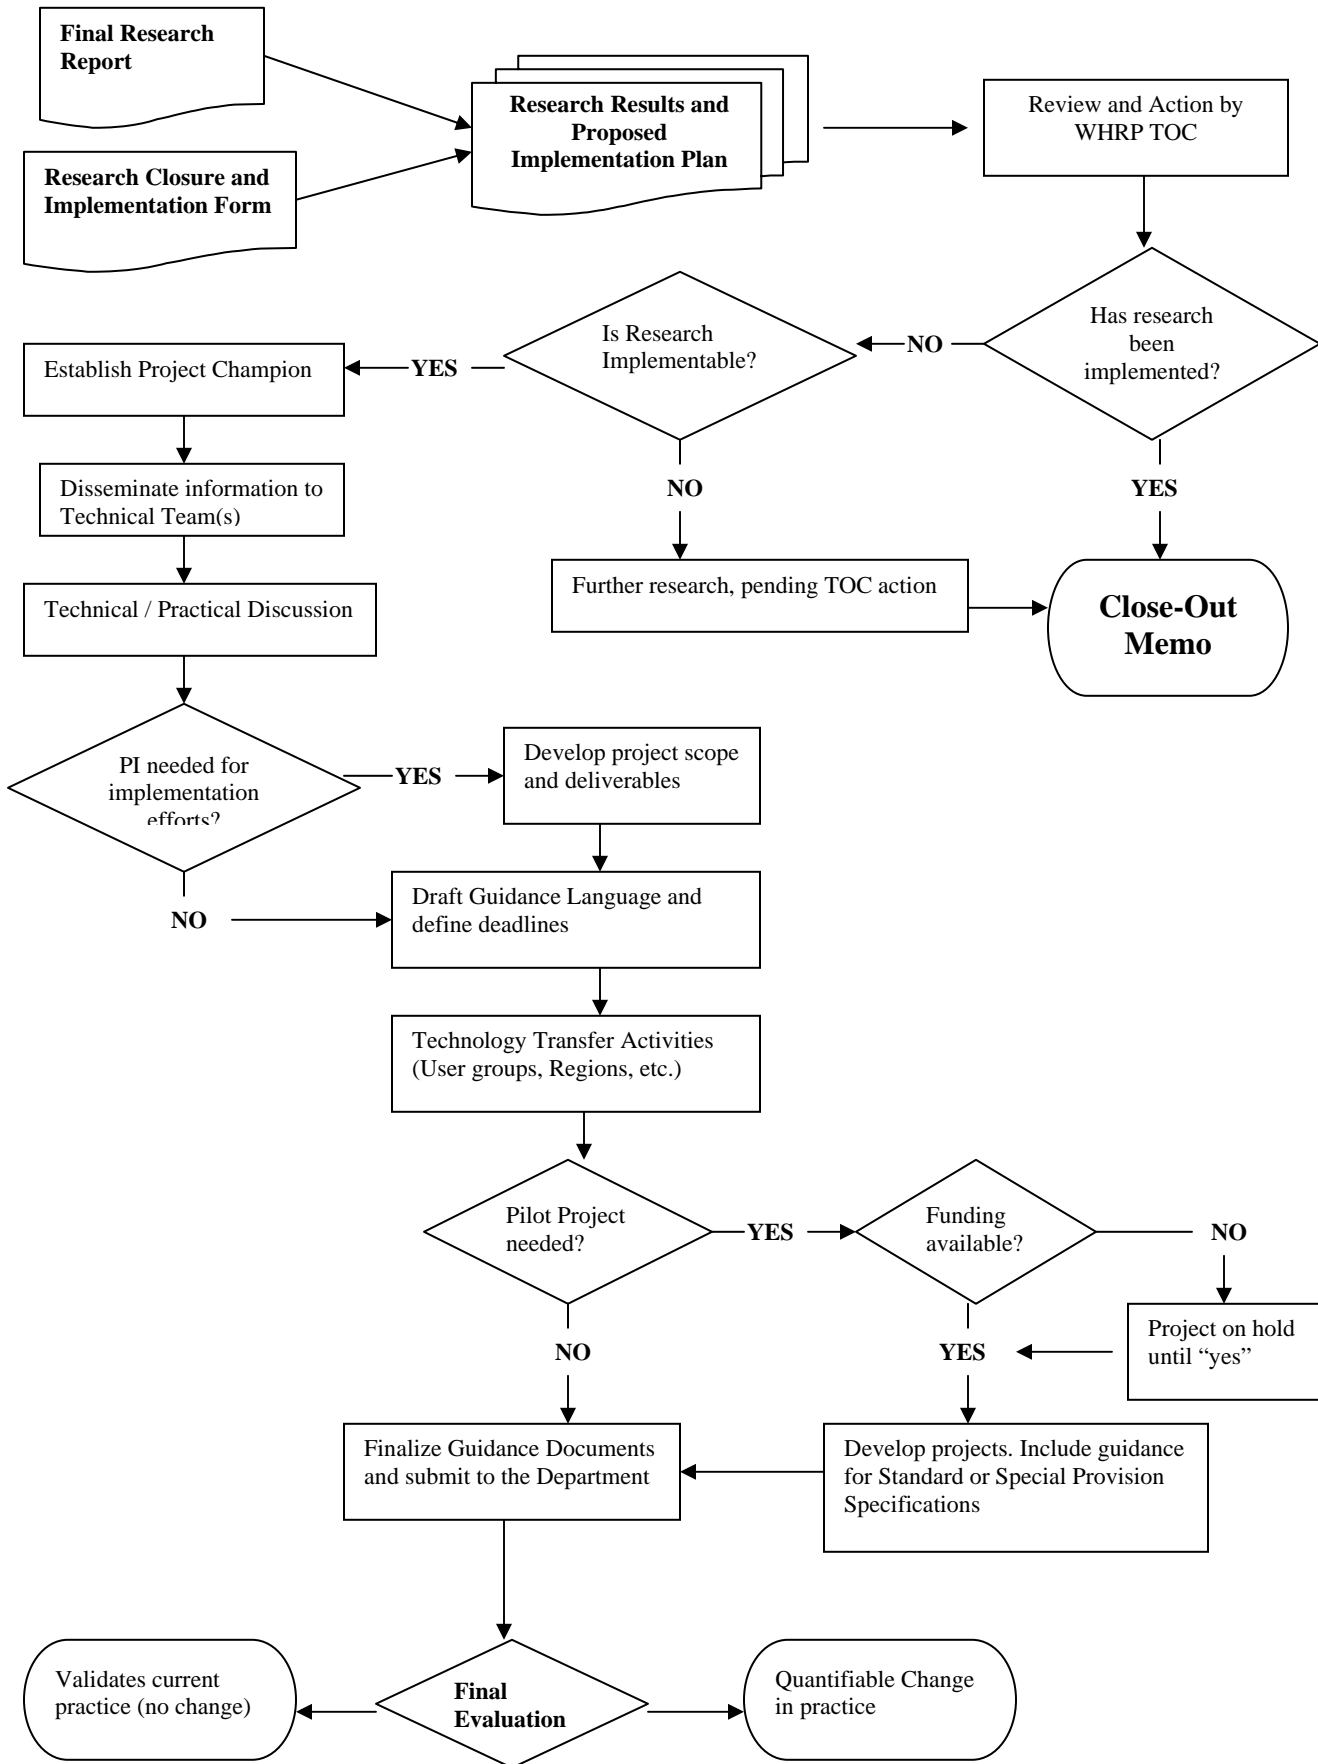 Final Research
Report
Research Results and
Proposed
Implementation Plan
Review and Action by
WHRP TOC
Research Closure and
Implementation Form
Has research
been
implemented?
NO
Is Research
Implementable?
YES
Establish Project Champion
Disseminate information to
Technical Team(s)
NO
YES
Technical / Practical Discussion
Further research, pending TOC action
Close-Out
Memo
PI needed for
implementation
efforts?
YES
Develop project scope
and deliverables
NO
Draft Guidance Language and
define deadlines
Technology Transfer Activities
(User groups, Regions, etc.)
Pilot Project
needed?
YES
Funding
available?
NO
NO
YES
Project on hold
until “yes”
Finalize Guidance Documents
and submit to the Department
Develop projects. Include guidance
for Standard or Special Provision
Specifications
Validates current
practice (no change)
Final
Evaluation
Quantifiable Change
in practice